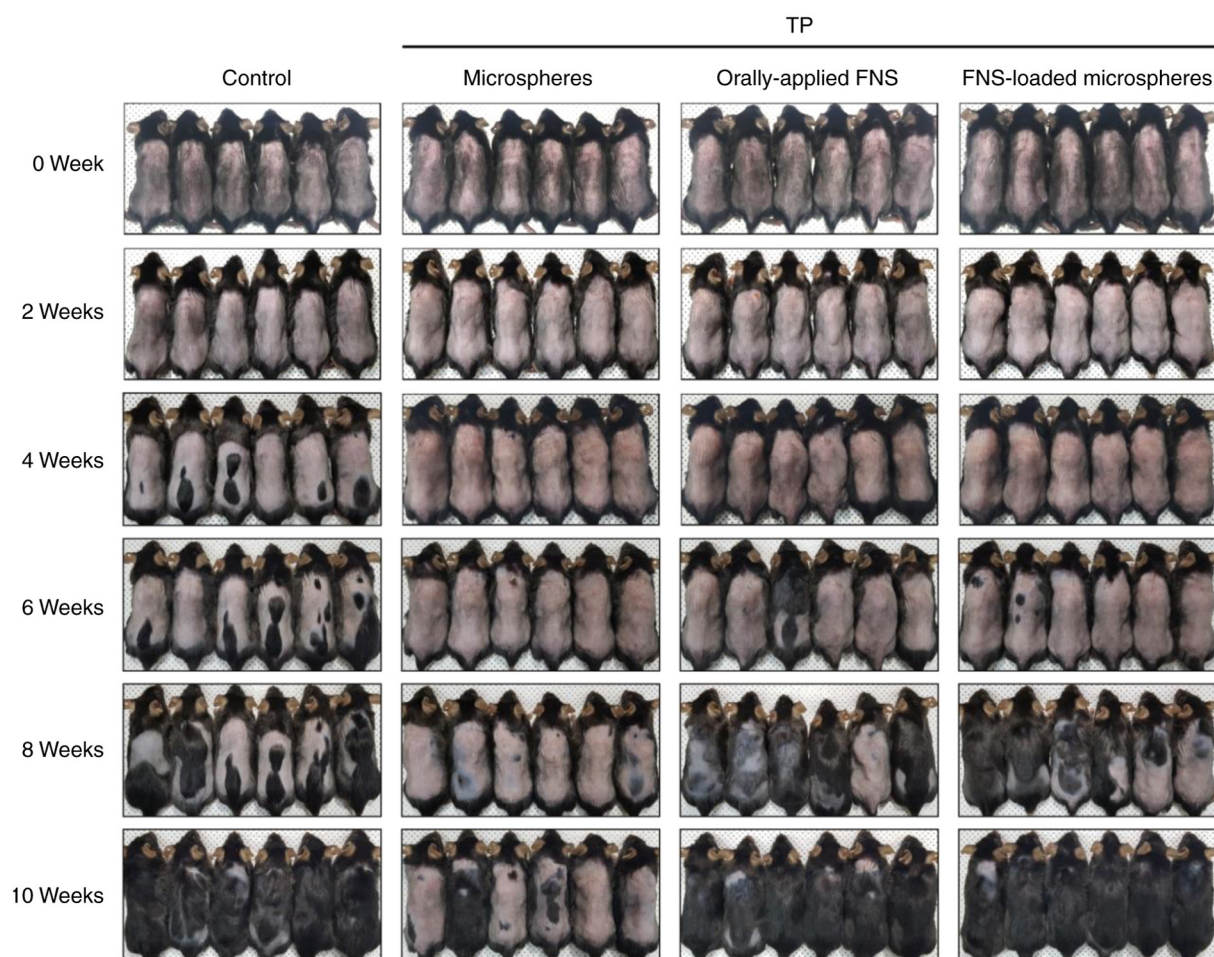 TP
Control Microspheres Orally-applied FNS FNS-loaded microspheres
0 Week
2 Weeks
4 Weeks
6 Weeks
8 Weeks
10 Weeks